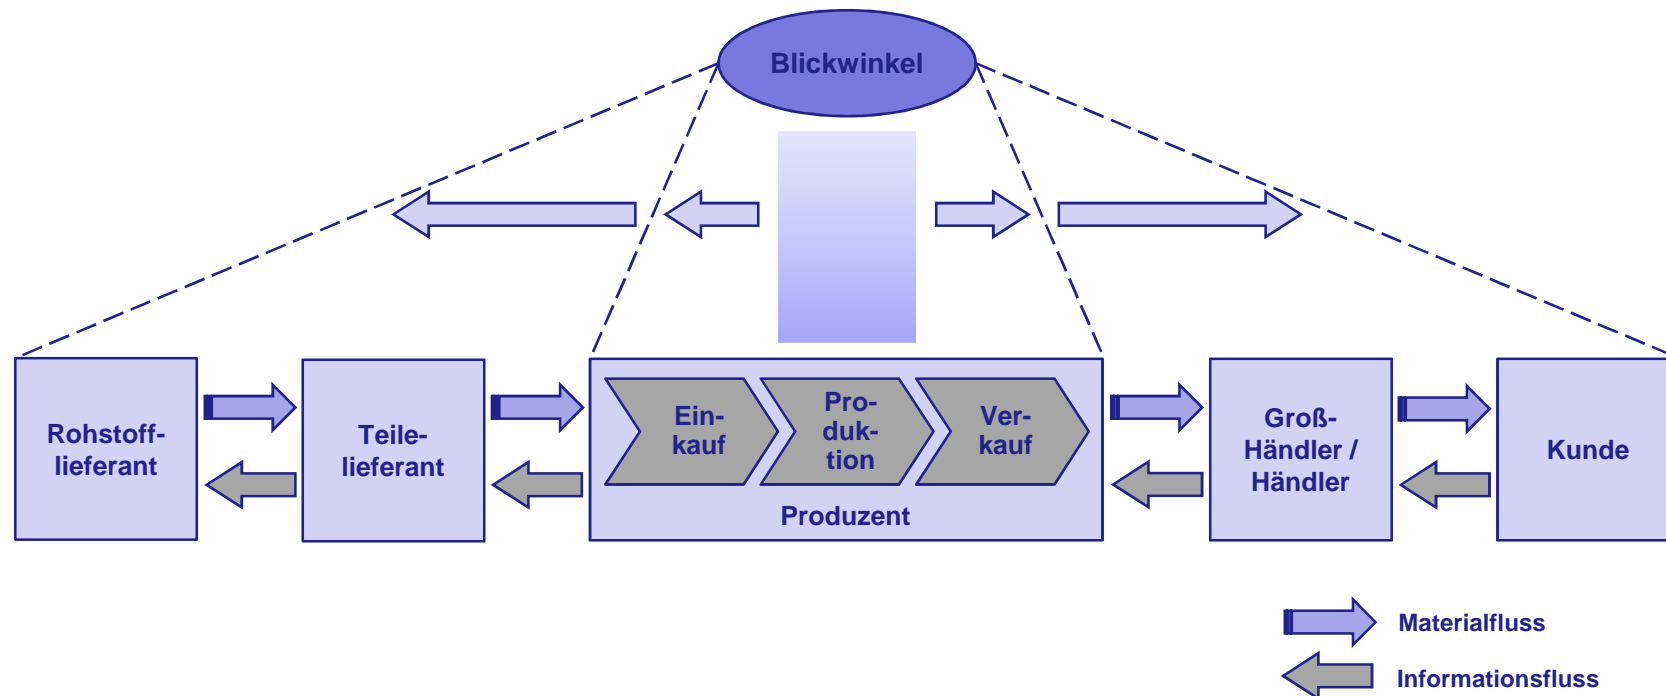 Blickwinkel
Rohstoff-
lieferant
Teile-
lieferant
Ein-
kauf
Pro-
duk-
tion
Ver-
kauf
Produzent
Groß-
Händler /
Händler
Kunde
Materialfluss
Informationsfluss